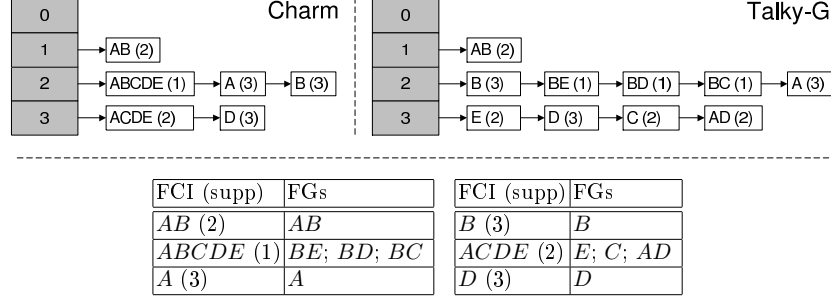 Charm
0
1 AB (2)
2 ABCDE (1) A (3) B (3)
3 ACDE (2) D (3)
Talky-G
0
1 AB (2)
2 B (3) BE (1) BD (1) BC (1) A (3)
3 E (2) D (3) C (2) AD (2)
FCI (supp) FGs
AB (2) AB
ABCDE (1) BE; BD; BC
A (3) A
FCI (supp) FGs
B (3) B
ACDE (2) E; C; AD
D (3) D